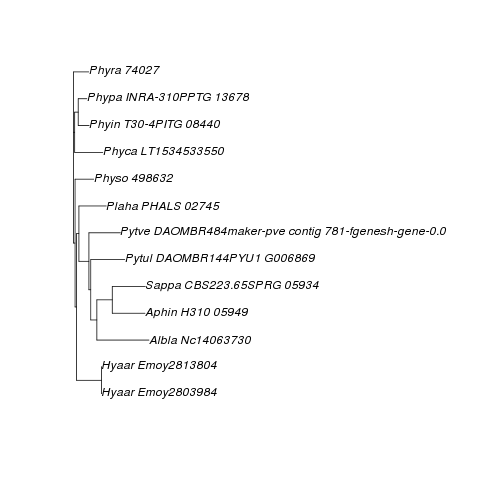 Phyra 74027
Phypa INRA-310PPTG 13678
Phyin T30-4PITG 08440
Phyca LT1534533550
Physo 498632
Plaha PHALS 02745
Pytve DAOMBR484maker-pve contig 781-fgenesh-gene-0.0
Pytul DAOMBR144PYU1 G006869
Sappa CBS223.65SPRG 05934
Aphin H310 05949
Albla Nc14063730
Hyaar Emoy2813804
Hyaar Emoy2803984